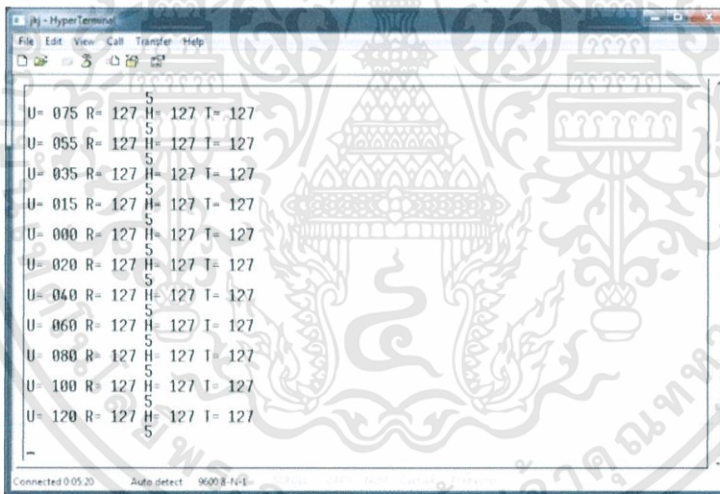 jkj - HyperTerminal
File Edit View Call Transfer Help
5
U= 075 R= 127 H= 127 T= 127
5
U= 055 R= 127 H= 127 T= 127
5
U= 035 R= 127 H= 127 T= 127
5
U= 015 R= 127 H= 127 T= 127
5
U= 000 R= 127 H= 127 T= 127
5
U= 020 R= 127 H= 127 T= 127
5
U= 040 R= 127 H= 127 T= 127
5
U= 060 R= 127 H= 127 T= 127
5
U= 080 R= 127 H= 127 T= 127
5
U= 100 R= 127 H= 127 T= 127
5
U= 120 R= 127 H= 127 T= 127
5
Connected 0:05:20 Auto detect 9600 8-N-1